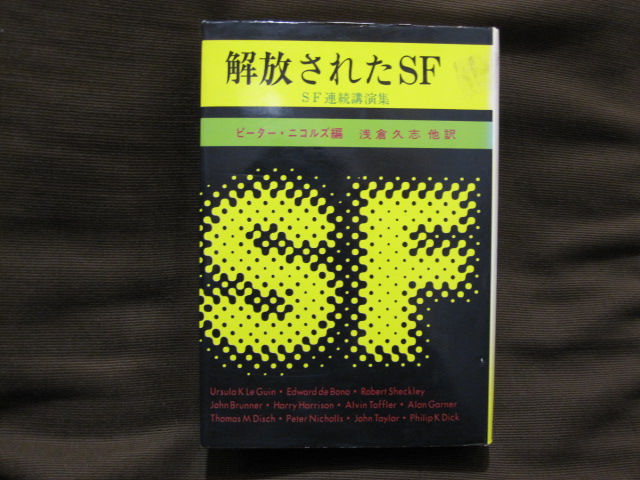 解放されたSF
SF連続講演集
ピーター・ニコルズ編 浅倉久志 他訳
SF
Ursula K Le Guin • Edward de Bono • Robert Sheckley
John Brunner • Harry Harrison • Alvin Toffler • Alan Garner
Thomas M Disch • Peter Nicholls • John Taylor • Philip K Dick